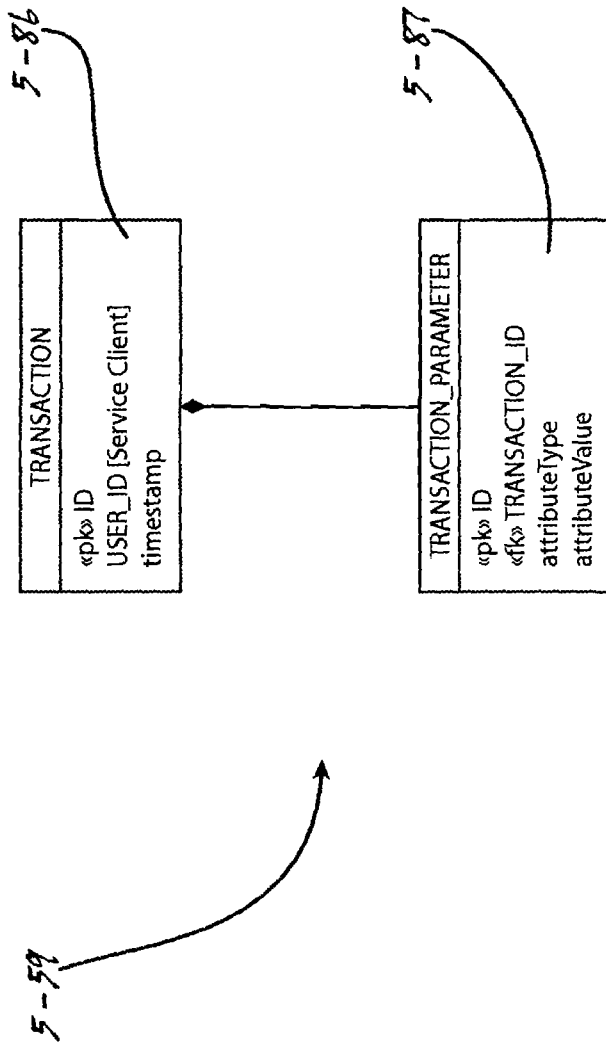 5-86
TRANSACTION
«pk» ID
USER_ID [Service Client]
timestamp
5-87
TRANSACTION_PARAMETER
«pk» ID
«fk» TRANSACTION_ID
attributeType
attributeValue
5-59